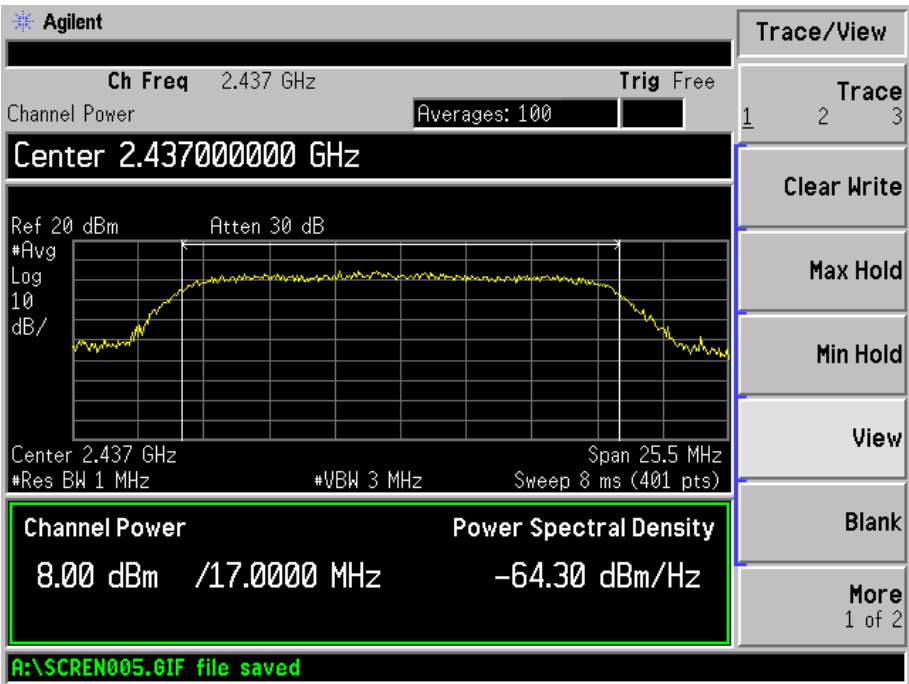 Agilent
Trace/View
Ch Freq 2.437 GHz Trig Free
Channel Power Averages: 100
Center 2.437000000 GHz
Ref 20 dBm Atten 30 dB
#Avg
Log
10
dB/
Center 2.437 GHz Span 25.5 MHz
#Res BW 1 MHz #VBW 3 MHz Sweep 8 ms (401 pts)
Channel Power Power Spectral Density
8.00 dBm /17.0000 MHz -64.30 dBm/Hz
A:\SCREN005.GIF file saved
Trace
1 2 3
Clear Write
Max Hold
Min Hold
View
Blank
More
1 of 2